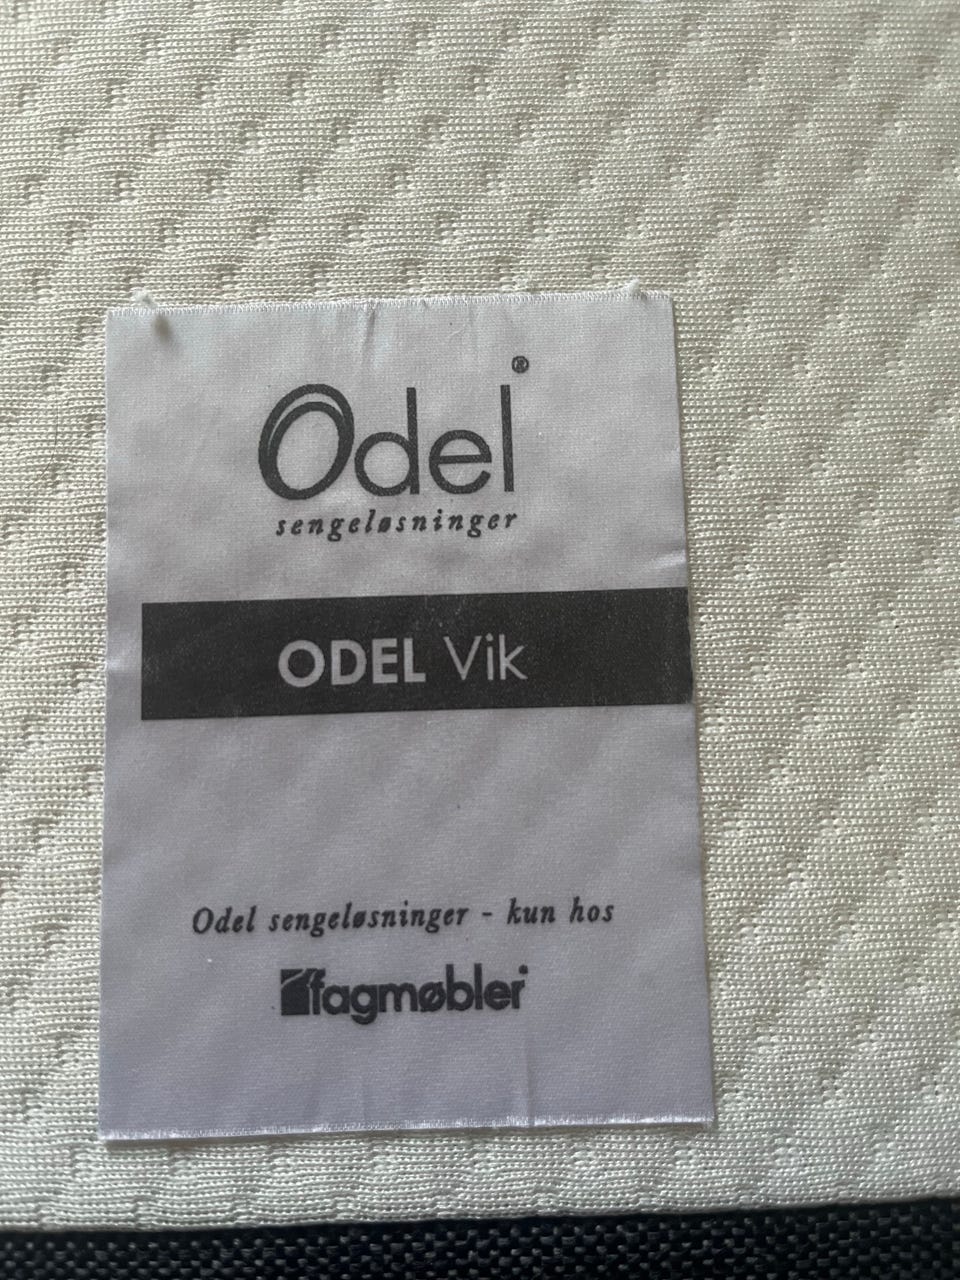 Odel®
sengeløsninger
ODEL Vik
Odel sengeløsninger - kun hos
fagmøbler